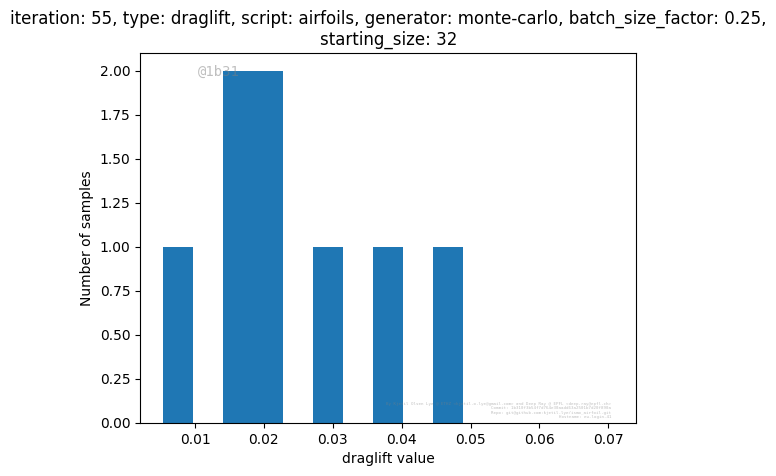 iteration: 55, type: draglift, script: airfoils, generator: monte-carlo, batch_size_factor: 0.25,
starting_size: 32
@1b31
2.00
1.75
1.50
1.25
1.00
0.75
0.50
0.25
0.00
Number of samples
0.01 0.02 0.03 0.04 0.05 0.06 0.07
draglift value